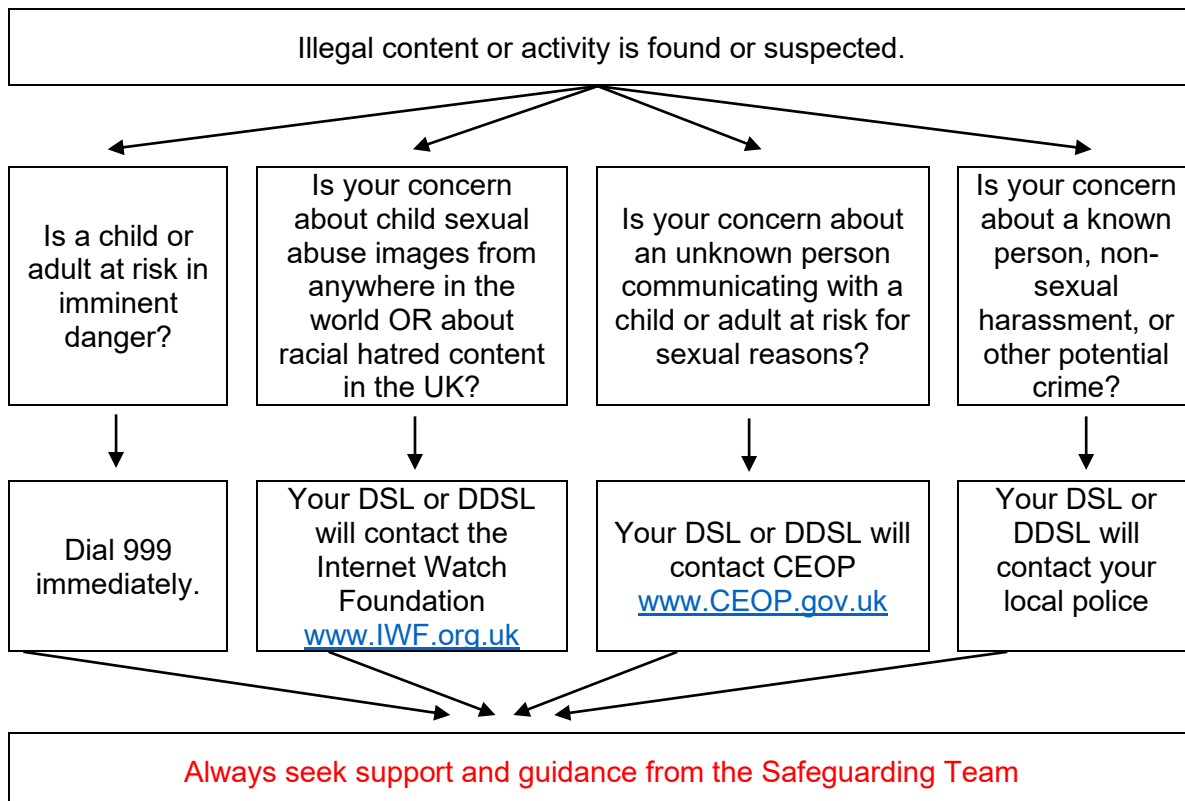 Illegal content or activity is found or suspected.
Is a child or
adult at risk in
imminent
danger?
Is your concern
about child sexual
abuse images from
anywhere in the
world OR about
racial hatred content
in the UK?
Is your concern about
an unknown person
communicating with a
child or adult at risk for
sexual reasons?
Is your concern
about a known
person, non-
sexual
harassment, or
other potential
crime?
Dial 999
immediately.
Your DSL or DDSL
will contact the
Internet Watch
Foundation
www.IWF.org.uk
Your DSL or DDSL will
contact CEOP
www.CEOP.gov.uk
Your DSL or
DDSL will
contact your
local police
Always seek support and guidance from the Safeguarding Team